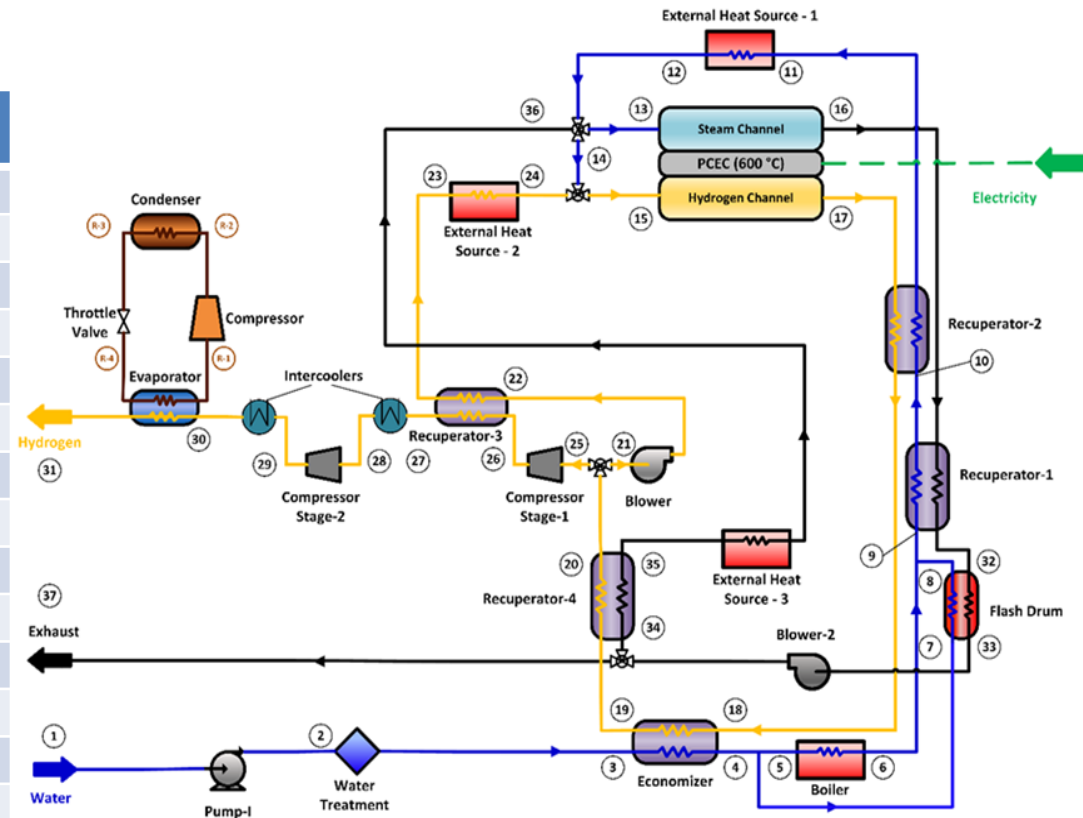 External Heat Source - 1
12
11
36
13
Steam Channel
16
14
PCEC (600 °C)
Electricity
23
24
Hydrogen Channel
15
17
External Heat
Source - 2
Condenser
R-3
R-2
Throttle
Valve
Compressor
R-4
R-1
Evaporator
Intercoolers
22
Recuperator-2
10
Hydrogen
31
30
29
28
27
Recuperator-3
26
25
21
Compressor
Stage-2
Compressor
Stage-1
Blower
Recuperator-1
9
32
20
35
External Heat
Source - 3
8
Flash Drum
Recuperator-4
34
7
33
37
Exhaust
Blower-2
1
2
19
18
3
4
5
6
Water
Pump-I
Water
Treatment
Economizer
Boiler